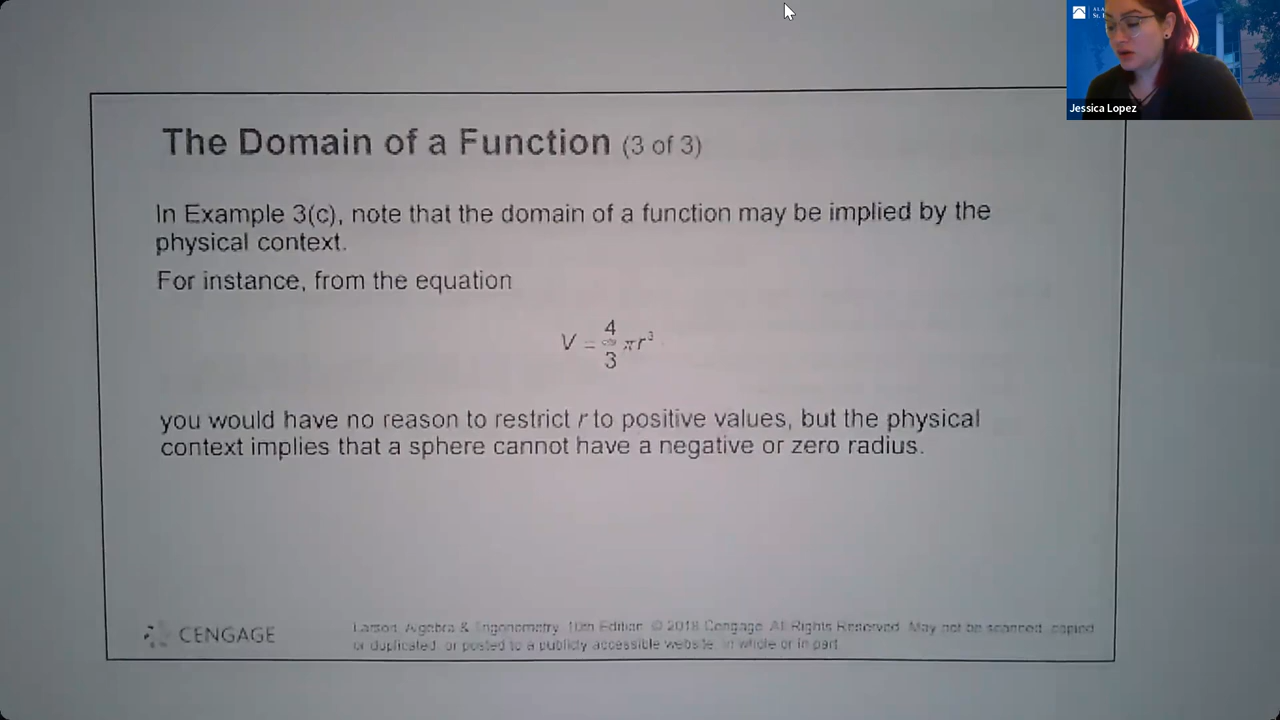 ALA
St. 
Jessica Lopez
The Domain of a Function (3 of 3)
In Example 3(c), note that the domain of a function may be implied by the
physical context.
For instance, from the equation
V = 4/3 πr³
you would have no reason to restrict r to positive values, but the physical
context implies that a sphere cannot have a negative or zero radius.
CENGAGE
Larson, Algebra & Trigonometry, 10th Edition. © 2018 Cengage. All Rights Reserved. May not be scanned, copied
or duplicated, or posted to a publicly accessible website, in whole or in part.